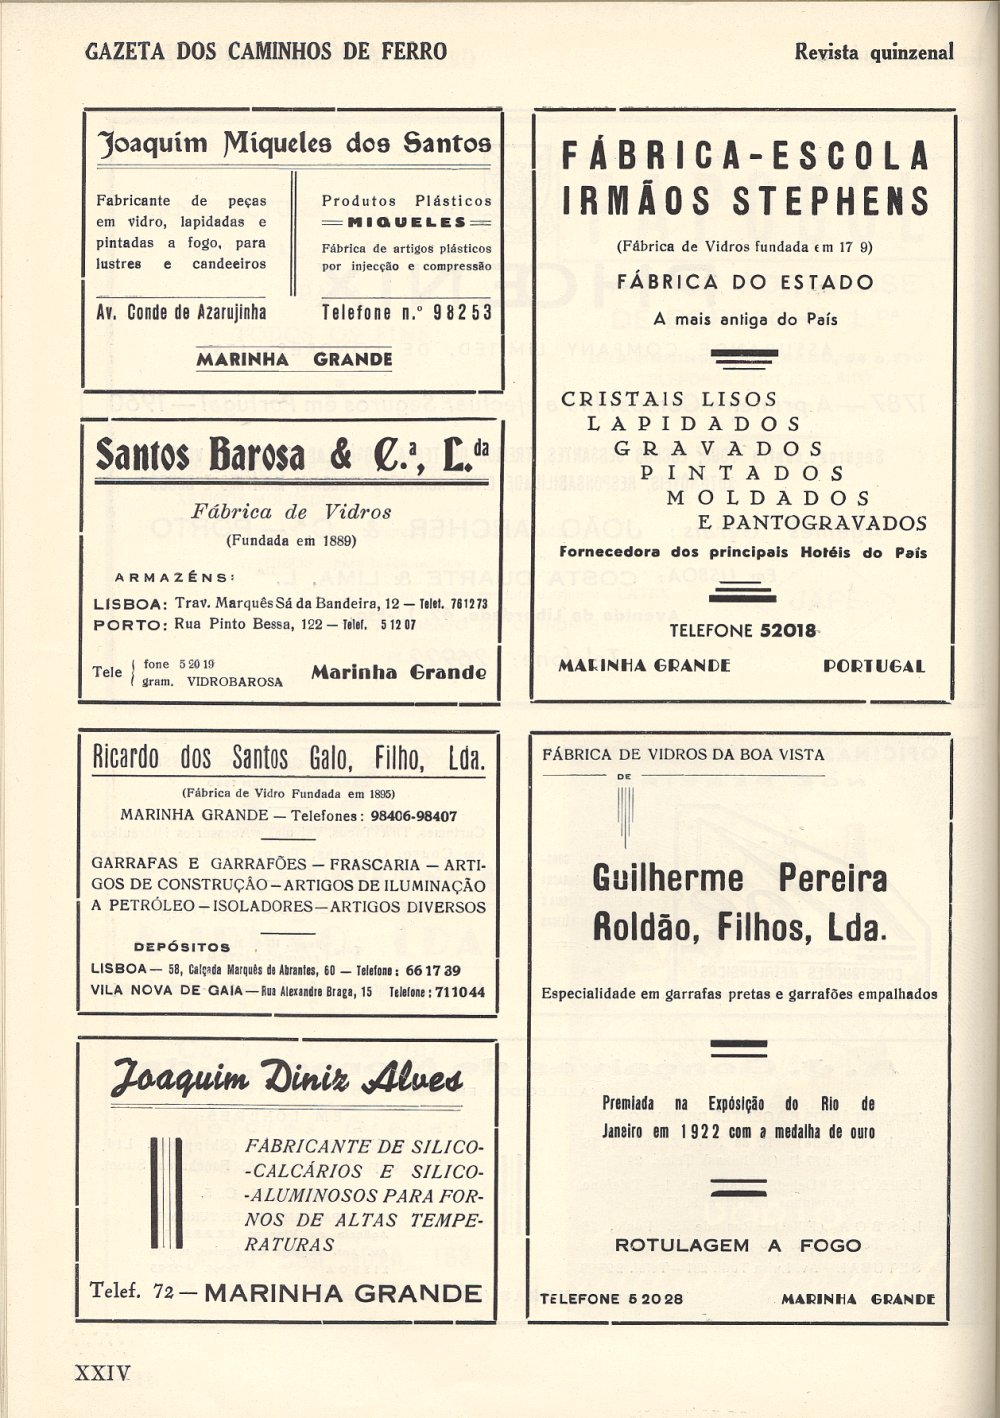 GAZETA DOS CAMINHOS DE FERRO
Revista quinzenal
Joaquim Miqueles dos Santos
Fabricante de peças
em vidro, lapidadas e
pintadas a fogo, para
lustres e candeeiros
Av. Conde de Azarujinha
Produtos Plásticos
MIQUELES
Fábrica de artigos plásticos
por injecção e compressão
Telefone n.º 98253
MARINHA GRANDE
Santos Barosa & C.ª, L.da
Fábrica de Vidros
(Fundada em 1889)
ARMAZÉNS:
LISBOA: Trav. Marquês Sá da Bandeira, 12 — Telet. 761273
PORTO: Rua Pinto Bessa, 122 — Telef. 51207
Tele
fone 52019
gram. VIDROBAROSA
Marinha Grande
Ricardo dos Santos Galo, Filho, Lda.
(Fábrica de Vidro Fundada em 1895)
MARINHA GRANDE — Telefones: 98406-98407
GARRAFAS E GARRAFÕES — FRASCARIA — ARTI-
GOS DE CONSTRUÇÂO — ARTIGOS DE ILUMINAÇÃO
A PETRÓLEO — ISOLADORES — ARTIGOS DIVERSOS
DEPÓSITOS
LISBOA — 58, Calçada Marquês de Abrantes, 60 — Telefone: 661739
VILA NOVA DE GAIA — Rua Alexandre Braga, 15 Telefone: 711044
Joaquim Diniz Alves
FABRICANTE DE SILICO-
-CALCÁRIOS E SILICO-
-ALUMINOSOS PARA FOR-
NOS DE ALTAS TEMPE-
RATURAS
Telef. 72 — MARINHA GRANDE
FÁBRICA-ESCOLA
IRMÃOS STEPHENS
(Fábrica de Vidros fundada em 17 9)
FÁBRICA DO ESTADO
A mais antiga do País
CRISTAIS LISOS
LAPIDADOS
GRAVADOS
PINTADOS
MOLDADOS
E PANTOGRAVADOS
Fornecedora dos principais Hotéis do País
TELEFONE 52018
MARINHA GRANDE PORTUGAL
FÁBRICA DE VIDROS DA BOA VISTA
DE
Guilherme Pereira
Roldão, Filhos, Lda.
Especialidade em garrafas pretas e garrafões empalhados
Premiada na Expósição do Rio de
Janeiro em 1922 com a medalha de ouro
ROTULAGEM A FOGO
TELEFONE 52028 MARINHA GRANDE
XXIV